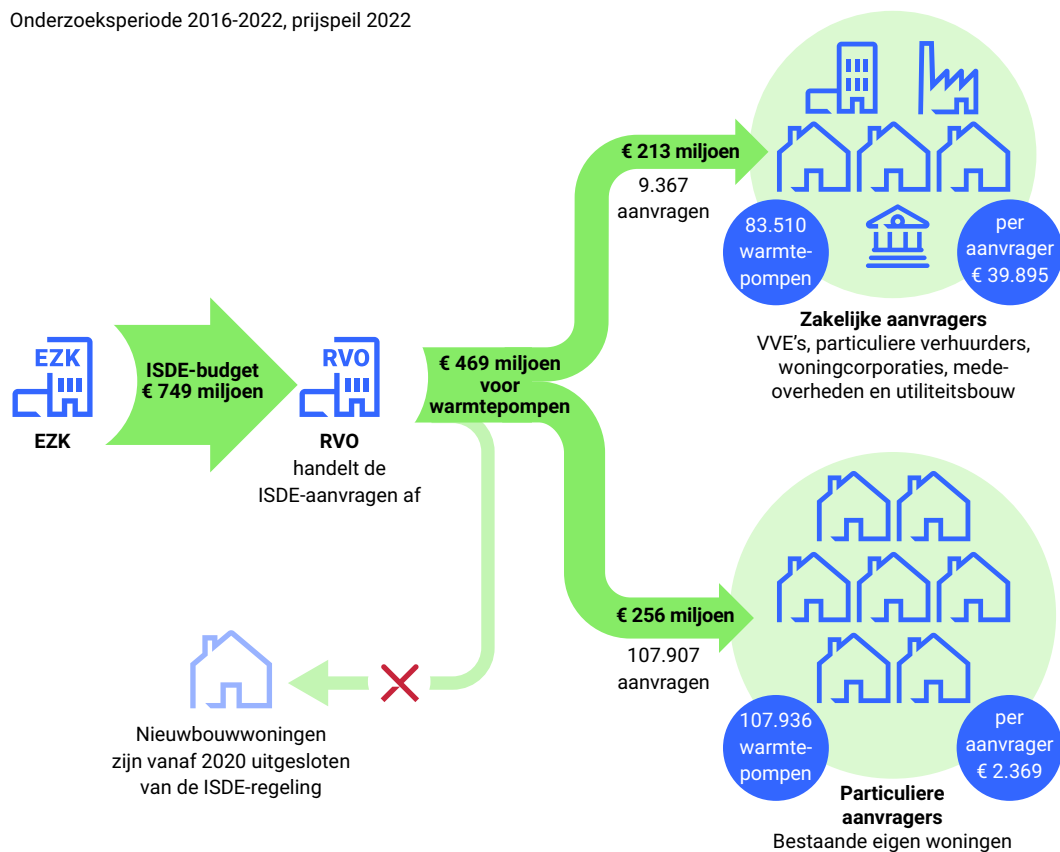 Onderzoeksperiode 2016-2022, prijspeil 2022
EZK
EZK
ISDE-budget
€ 749 miljoen
RVO
RVO
handelt de
ISDE-aanvragen af
€ 469 miljoen
voor
warmtepompen
€ 213 miljoen
9.367
aanvragen
83.510
warmte-
pompen
per
aanvrager
€ 39.895
Zakelijke aanvragers
VVE's, particuliere verhuurders,
woningcorporaties, mede-
overheden en utiliteitsbouw
€ 256 miljoen
107.907
aanvragen
107.936
warmte-
pompen
per
aanvrager
€ 2.369
Particuliere
aanvragers
Bestaande eigen woningen
Nieuwbouwwoningen
zijn vanaf 2020 uitgesloten
van de ISDE-regeling